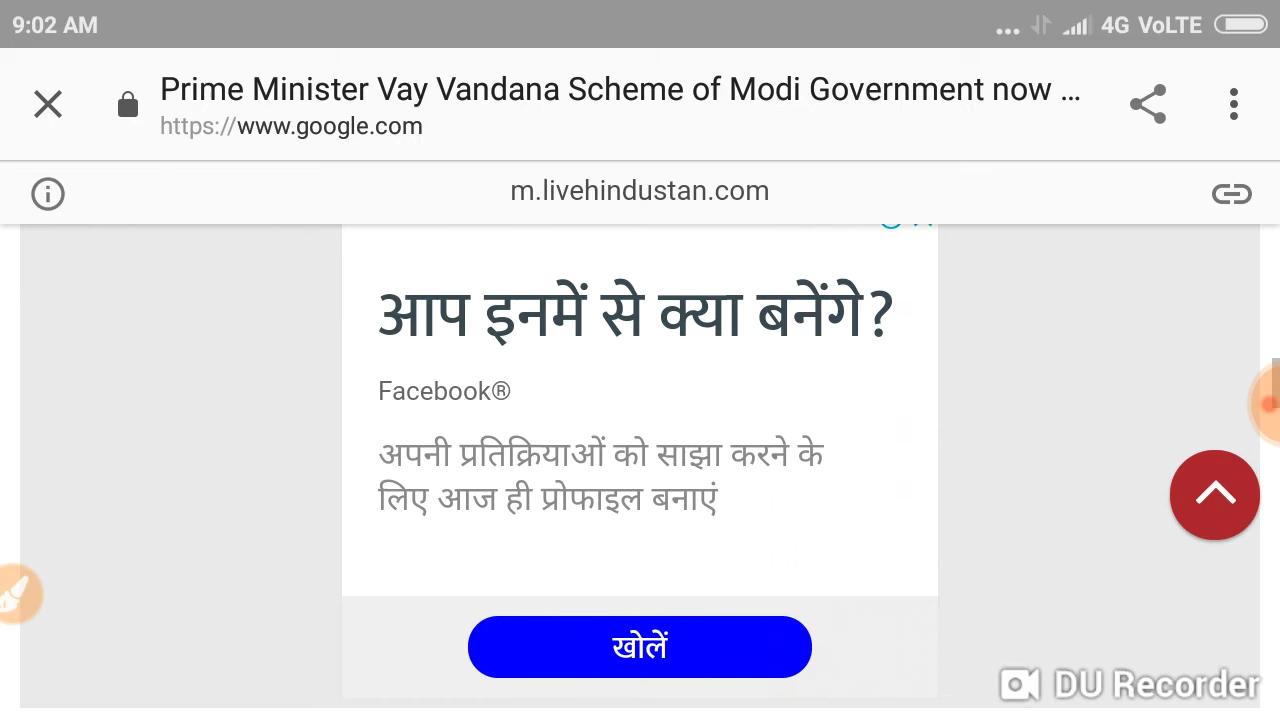 9:02 AM
4G VoLTE
Prime Minister Vay Vandana Scheme of Modi Government now ...
https://www.google.com
m.livehindustan.com
आप इनमें से क्या बनेंगे?
Facebook®
अपनी प्रतिक्रियाओं को साझा करने के
लिए आज ही प्रोफाइल बनाएं
खोलें
DU Recorder